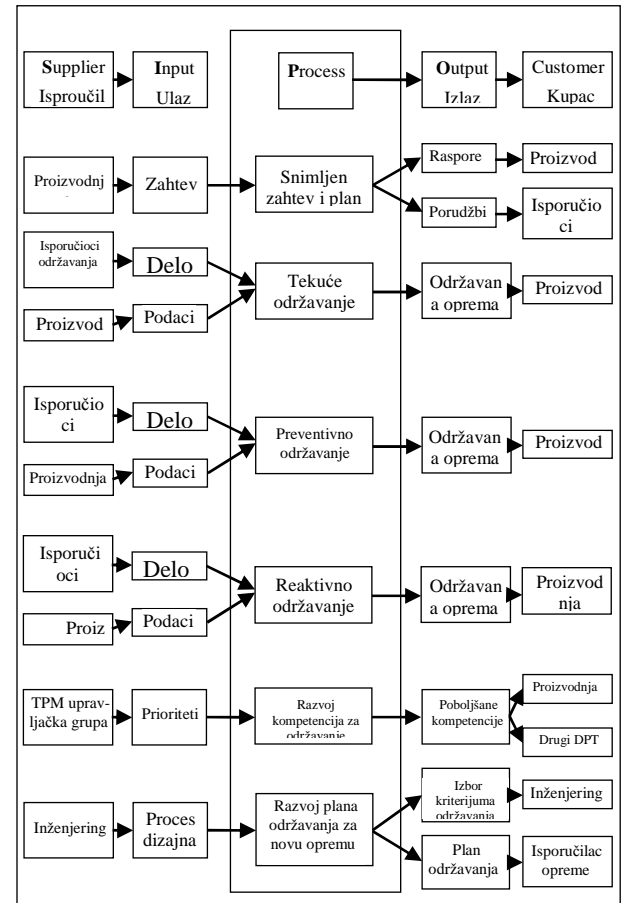 Supplier
Isproučil
Input
Ulaz
Process
Output
Izlaz
Customer
Kupac
Proizvodnj
Zahtev
Snimljen
zahtev i plan
Raspore
Proizvod
Porudžbi
Isporučio
ci
Isporučioci
održavanja
Delo
Proizvod
Podaci
Tekuće
održavanje
Održavan
a oprema
Proizvod
Isporučio
ci
Delo
Proizvodnja
Podaci
Preventivno
održavanje
Održavan
a oprema
Proizvod
Isporuči
oci
Delo
Proiz
Podaci
Reaktivno
održavanje
Održavan
a oprema
Proizvod
nja
TPM uprav-
ljačka grupa
Prioriteti
Razvoj
kompetencija za
održavanje
Poboljšane
kompetencije
Proizvodnja
Drugi DPT
Inženjering
Proces
dizajna
Razvoj plana
održavanja za
novu opremu
Izbor
kriterijuma
održavanja
Inženjering
Plan
održavanja
Isporučilac
opreme